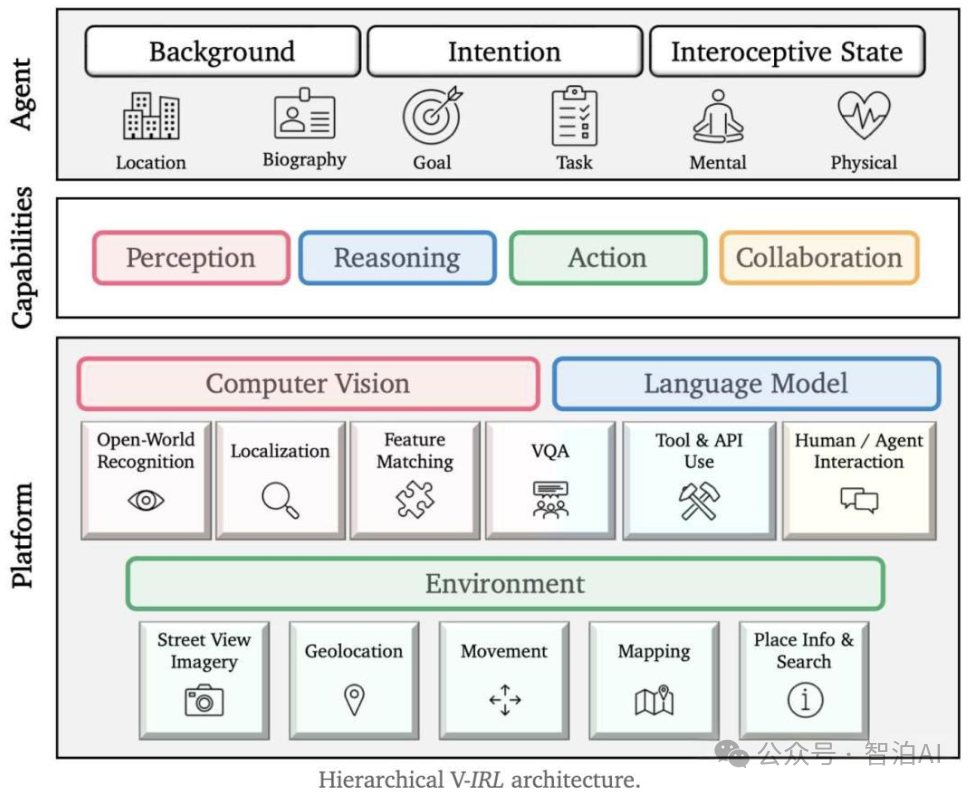 Agent
Background
Intention
Interoceptive State
Location
Biography
Goal
Task
Mental
Physical
Capabilities
Perception
Reasoning
Action
Collaboration
Platform
Computer Vision
Language Model
Open-World
Recognition
Localization
Feature
Matching
VQA
Tool & API
Use
Human / Agent
Interaction
Environment
Street View
Imagery
Geolocation
Movement
Mapping
Place Info &
Search
公众号 · 智泊AI
Hierarchical V-IRL architecture.